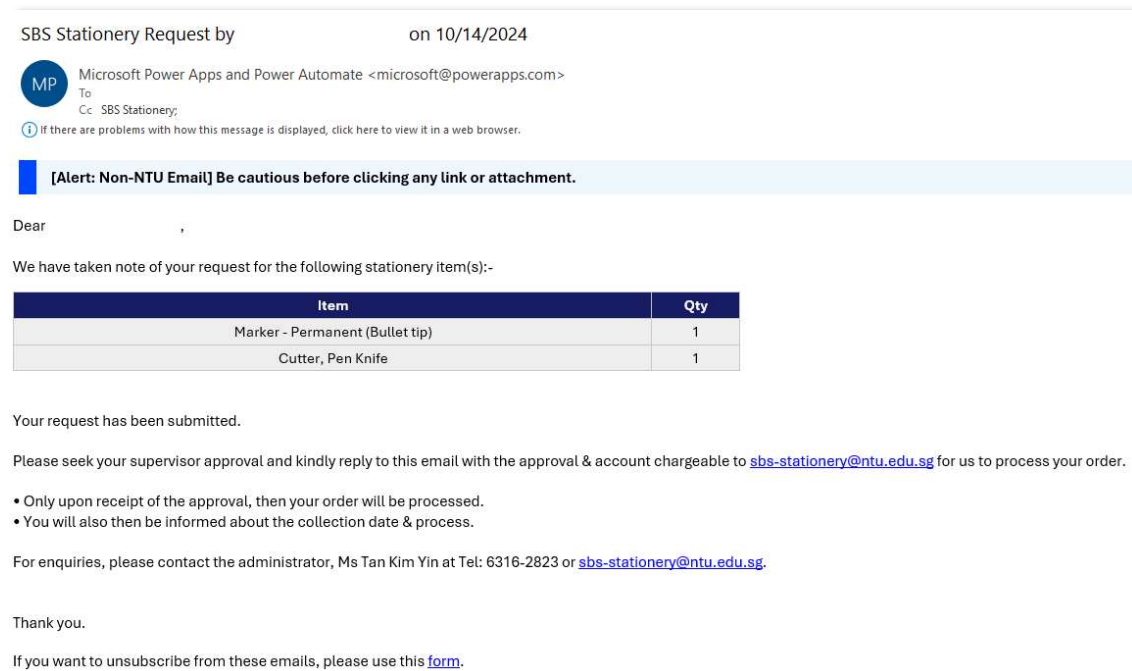 SBS Stationery Request by on 10/14/2024
MP
Microsoft Power Apps and Power Automate <microsoft@powerapps.com>
To
Cc SBS Stationery;
If there are problems with how this message is displayed, click here to view it in a web browser.
[Alert: Non-NTU Email] Be cautious before clicking any link or attachment.
Dear ,
We have taken note of your request for the following stationery item(s):-
Item Qty
Marker - Permanent (Bullet tip) 1
Cutter, Pen Knife 1
Your request has been submitted.
Please seek your supervisor approval and kindly reply to this email with the approval & account chargeable to sbs-stationery@ntu.edu.sg for us to process your order.
• Only upon receipt of the approval, then your order will be processed.
• You will also then be informed about the collection date & process.
For enquiries, please contact the administrator, Ms Tan Kim Yin at Tel: 6316-2823 or sbs-stationery@ntu.edu.sg.
Thank you.
If you want to unsubscribe from these emails, please use this form.